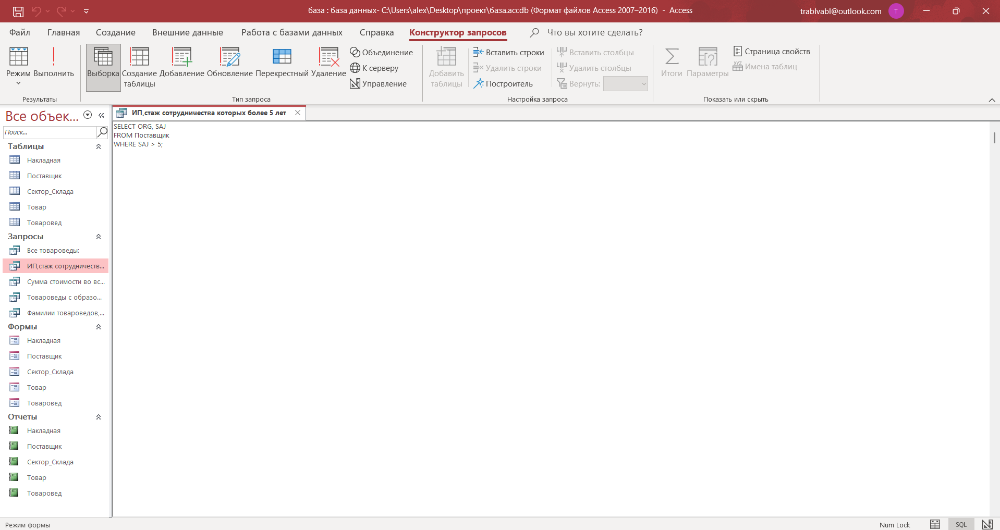 база : база данных- C:\Users\alex\Desktop\проект\база.accdb (Формат файлов Access 2007–2016) - Access
trablvabl@outlook.com
T
Файл
Главная
Создание
Внешние данные
Работа с базами данных
Справка
Конструктор запросов
Что вы хотите сделать?
Режим
Выполнить
Результаты
Выборка
Создание
таблицы
Добавление
Обновление
Перекрестный
Удаление
Объединение
К серверу
Управление
Тип запроса
Добавить
таблицы
Вставить строки
Удалить строки
Построитель
Вставить столбцы
Удалить столбцы
Вернуть:
Настройка запроса
Итоги
Параметры
Страница свойств
XYZ
Имена таблиц
Показать или скрыть
Все объек...
Поиск...
Таблицы
Накладная
Поставщик
Сектор_Склада
Товар
Товаровед
Запросы
Все товароведы:
ИП,стаж сотрудничеств...
Сумма стоимости во вс...
Товароведы с образо...
Фамилии товароведов,...
Формы
Накладная
Поставщик
Сектор_Склада
Товар
Товаровед
Отчеты
Накладная
Поставщик
Сектор_Склада
Товар
Товаровед
ИП,стаж сотрудничества которых более 5 лет
SELECT ORG, SAJ
FROM Поставщик
WHERE SAJ > 5;
Режим формы
Num Lock
SQL